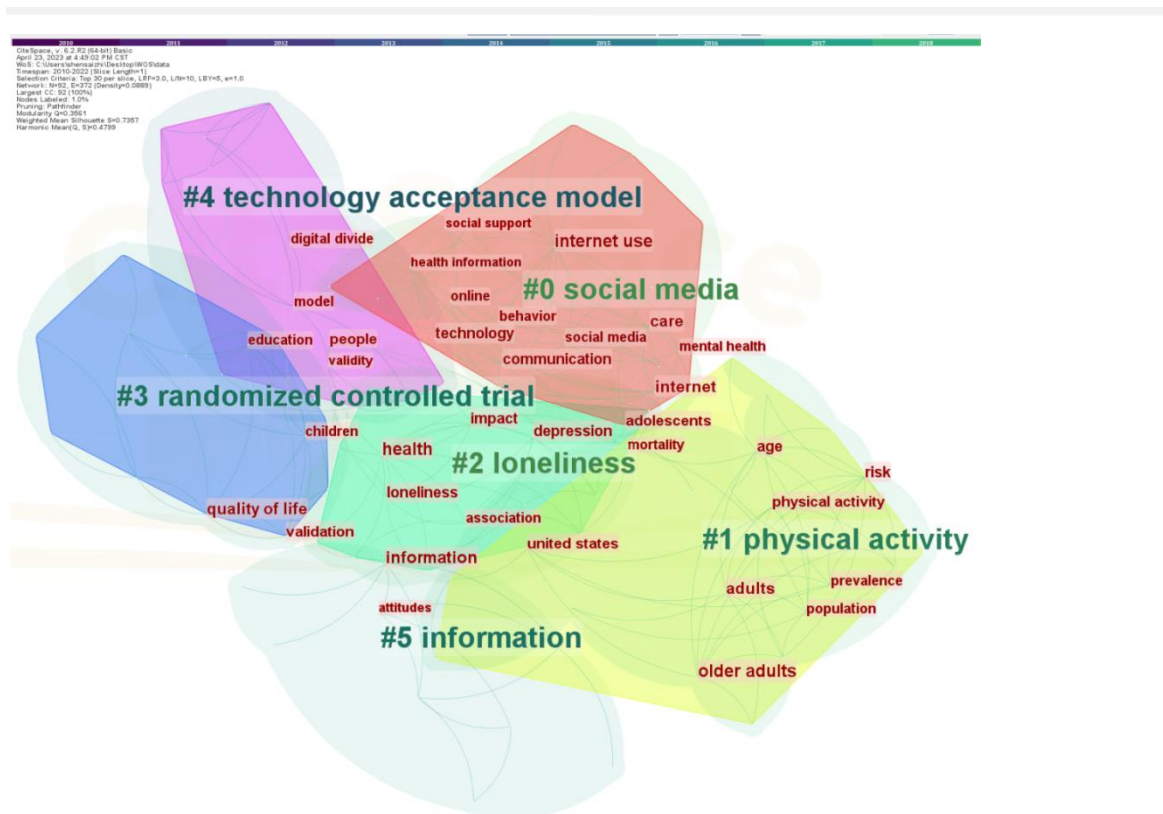 2010 2011 2012 2013 2014 2015 2016 2017 2018
CiteSpace, v. 6.2.R2 (64-bit) Basic
April 23, 2023 at 4:49:02 PM CST
WoS: C:\Users\shensaizhi\Desktop\WOS\data
Timespan: 2010-2022 (Slice Length=1)
Selection Criteria: Top 30 per slice, LRF=3.0, L/N=10, LBY=5, e=1.0
Network: N=92, E=372 (Density=0.0889)
Largest CC: 92 (100%)
Nodes Labeled: 1.0%
Pruning: Pathfinder
Modularity Q=0.3561
Weighted Mean Silhouette S=0.7357
Harmonic Mean(Q, S)=0.4799
#4 technology acceptance model
social support
digital divide
internet use
health information
#0 social media
online
model
behavior
care
technology
social media
education
people
mental health
validity
communication
internet
#3 randomized controlled trial
impact
adolescents
children
depression
mortality
health
age
#2 loneliness
risk
loneliness
physical activity
quality of life
association
validation
united states
#1 physical activity
information
adults
prevalence
attitudes
population
#5 information
older adults